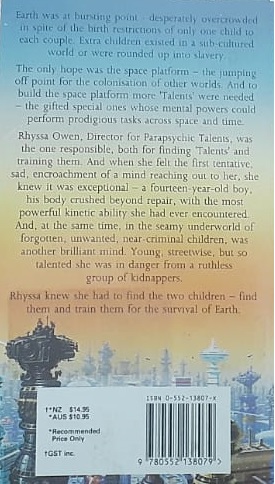 Earth was at bursting point - desperately overcrowded
in spite of the birth restrictions of only one child to
each couple. Extra children existed in a sub-cultured
world or were rounded up into slavery.
The only hope was the space platform – the jumping
off point for the colonisation of other worlds. And to
build the space platform more 'Talents' were needed
– the gifted special ones whose mental powers could
perform prodigious tasks across space and time.
Rhyssa Owen, Director for Parapsychic Talents, was
the one responsible, both for finding 'Talents' and
training them. And when she felt the first tentative,
sad, encroachment of a mind reaching out to her, she
knew it was exceptional – a fourteen-year-old boy,
his body crushed beyond repair, with the most
powerful kinetic ability she had ever encountered.
And, at the same time, in the seamy underworld of
forgotten, unwanted, near-criminal children, was
another brilliant mind. Young, streetwise, but so
talented she was in danger from a ruthless
group of kidnappers.
Rhyssa knew she had to find the two children – find
them and train them for the survival of Earth.
1*NZ $14.95
*AUS $10.95
*Recommended
Price Only
†GST inc.
ISBN 0-552-13807-X
9 780552 138079 >